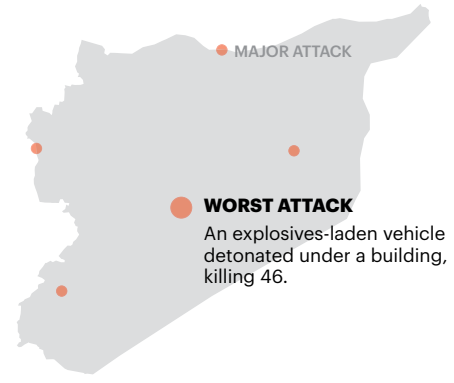 MAJOR ATTACK
WORST ATTACK
An explosives-laden vehicle
detonated under a building,
killing 46.